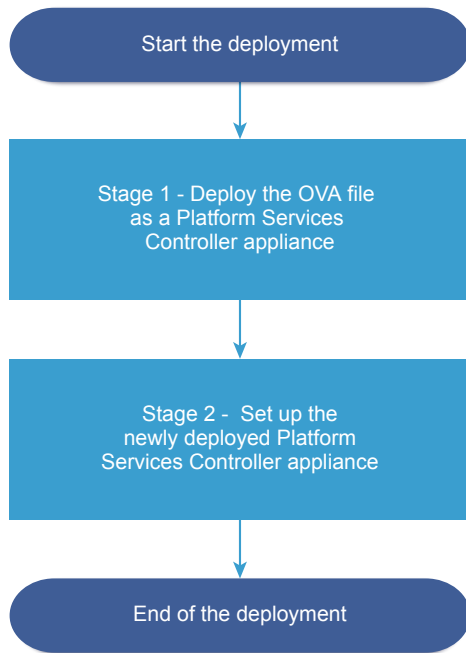 Start the deployment
Stage 1 - Deploy the OVA file
as a Platform Services
Controller appliance
Stage 2 -  Set up the
newly deployed Platform
Services Controller appliance
End of the deployment